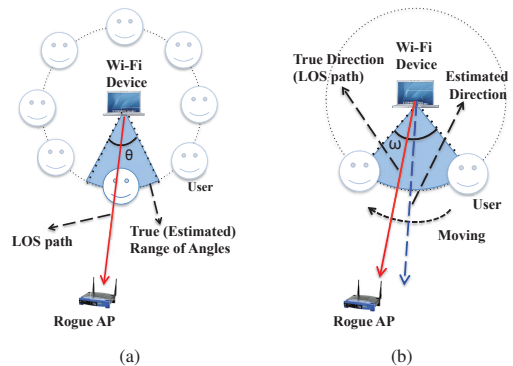 Wi-Fi
Device
θ
User
LOS path
True (Estimated)
Range of Angles
Rogue AP
(a)
True Direction
(LOS path)
Wi-Fi
Device
Estimated
Direction
ω
User
Moving
Rogue AP
(b)